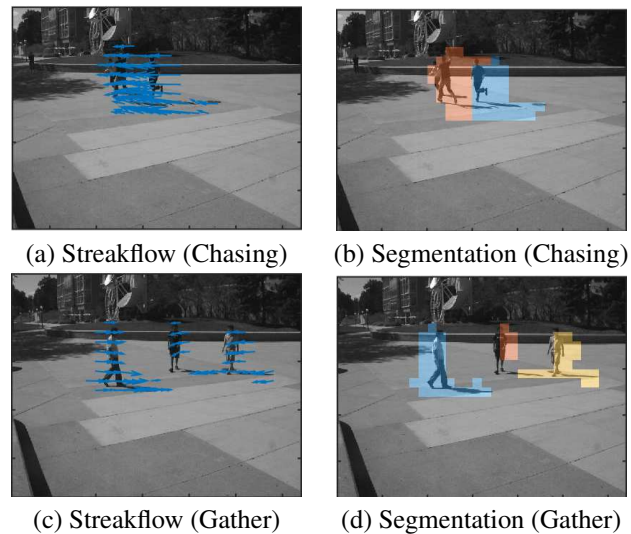 (a) Streakflow (Chasing)
(b) Segmentation (Chasing)
(c) Streakflow (Gather)
(d) Segmentation (Gather)